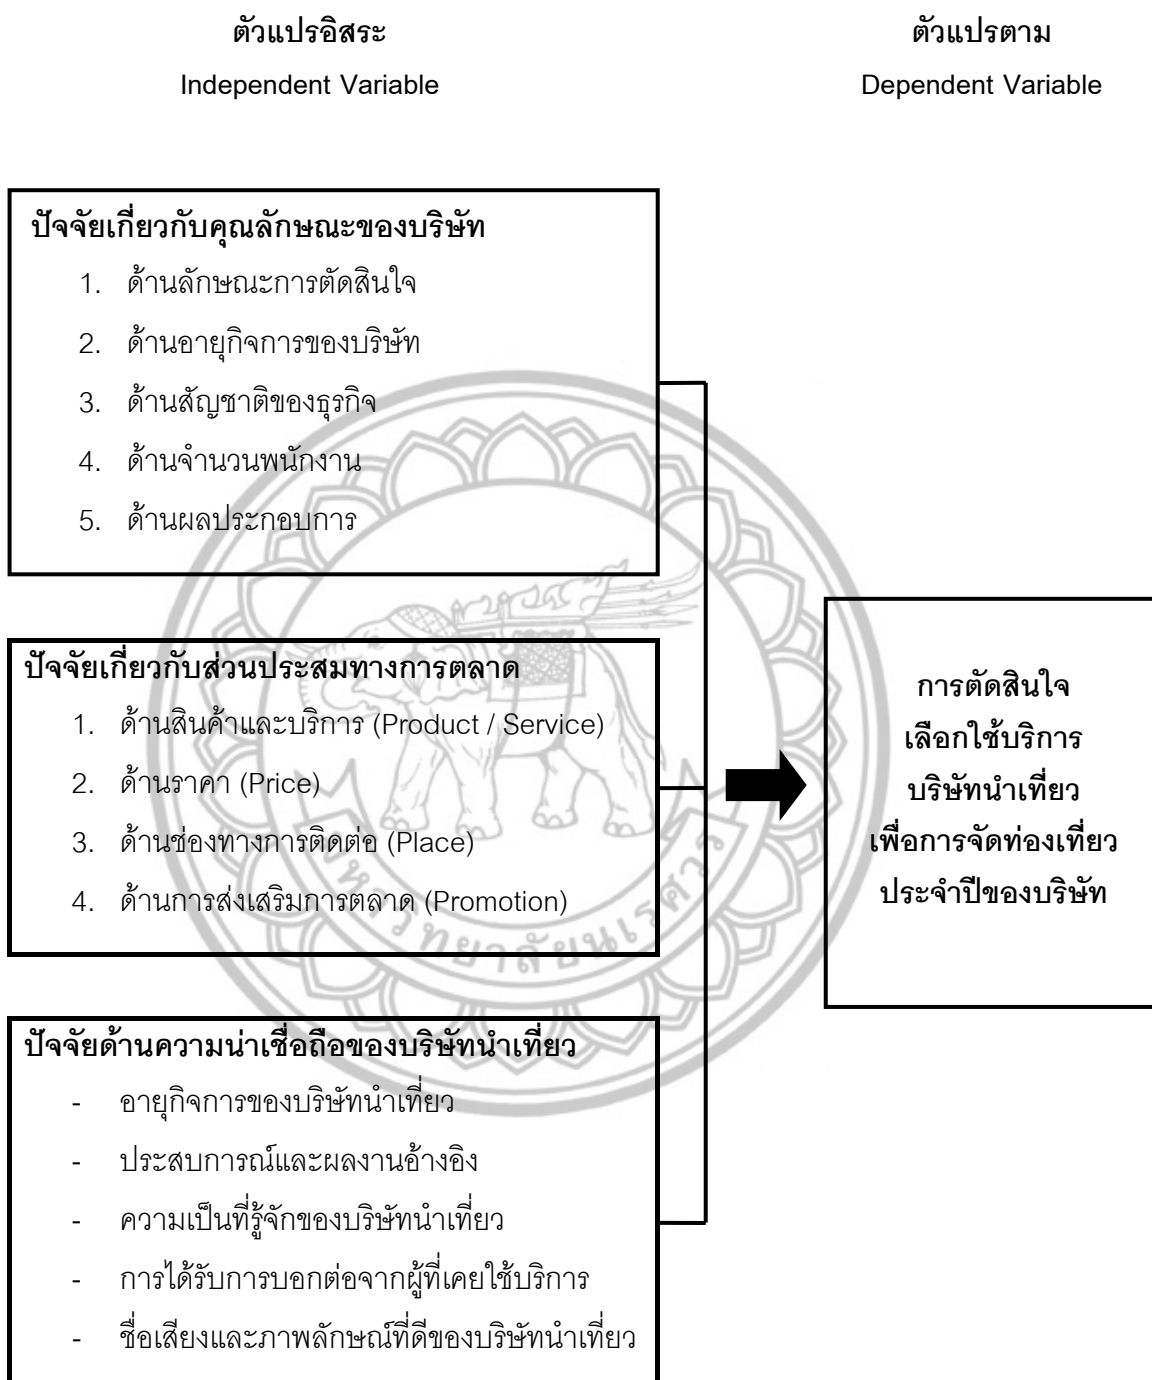 ตัวแปรอิสระ
Independent Variable
ตัวแปรตาม
Dependent Variable
ปัจจัยเกี่ยวกับคุณลักษณะของบริษัท
1. ด้านลักษณะการตัดสินใจ
2. ด้านอายุกิจการของบริษัท
3. ด้านสัญชาติของธุรกิจ
4. ด้านจำนวนพนักงาน
5. ด้านผลประกอบการ
ปัจจัยเกี่ยวกับส่วนประสมทางการตลาด
1. ด้านสินค้าและบริการ (Product / Service)
2. ด้านราคา (Price)
3. ด้านช่องทางการติดต่อ (Place)
4. ด้านการส่งเสริมการตลาด (Promotion)
ปัจจัยด้านความน่าเชื่อถือของบริษัทนำเที่ยว
- อายุกิจการของบริษัทนำเที่ยว
- ประสบการณ์และผลงานอ้างอิง
- ความเป็นที่รู้จักของบริษัทนำเที่ยว
- การได้รับการบอกต่อจากผู้ที่เคยใช้บริการ
- ชื่อเสียงและภาพลักษณ์ที่ดีของบริษัทนำเที่ยว
การตัดสินใจ
เลือกใช้บริการ
บริษัทนำเที่ยว
เพื่อการจัดท่องเที่ยว
ประจำปีของบริษัท
มหาวิทยาลัยนเรศวร